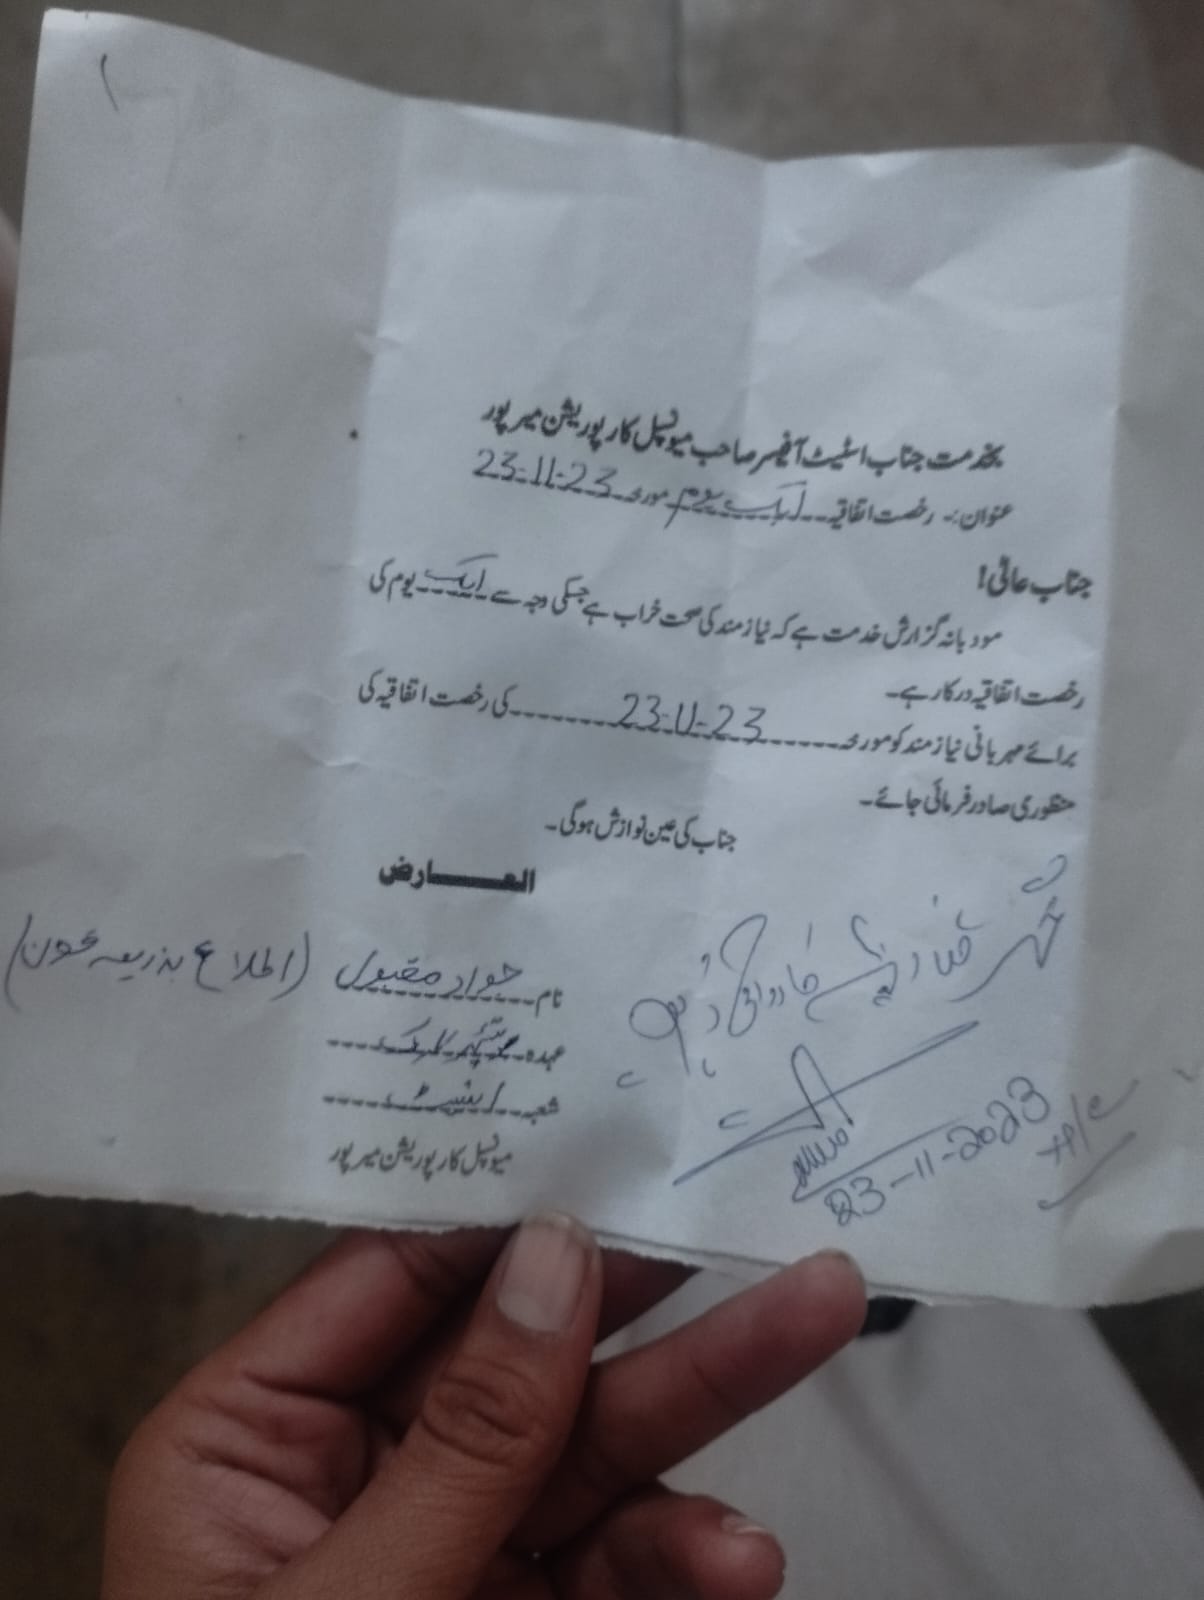 بخدمت جناب اسٹیٹ آفیسر صاحب میونسپل کارپوریشن میرپور
عنوان:۔ رخصت اتفاقیہ ایک یوم مورخہ 23-11-23
جناب عالی!
مودبانہ گزارش خدمت ہے کہ نیازمند کی صحت خراب ہے جسکی وجہ سے ایک یوم کی
رخصت اتفاقیہ درکار ہے۔
برائے مہربانی نیازمند کو مورخہ 23-11-23 کی رخصت اتفاقیہ کی
منظوری صادر فرمائی جائے۔
جناب کی عین نوازش ہوگی۔
العارض
نام جواد مقبول (اطلاع بذریعہ فون)
عہدہ کلرک
شعبہ اسٹیٹ
میونسپل کارپوریشن میرپور
23-11-2023